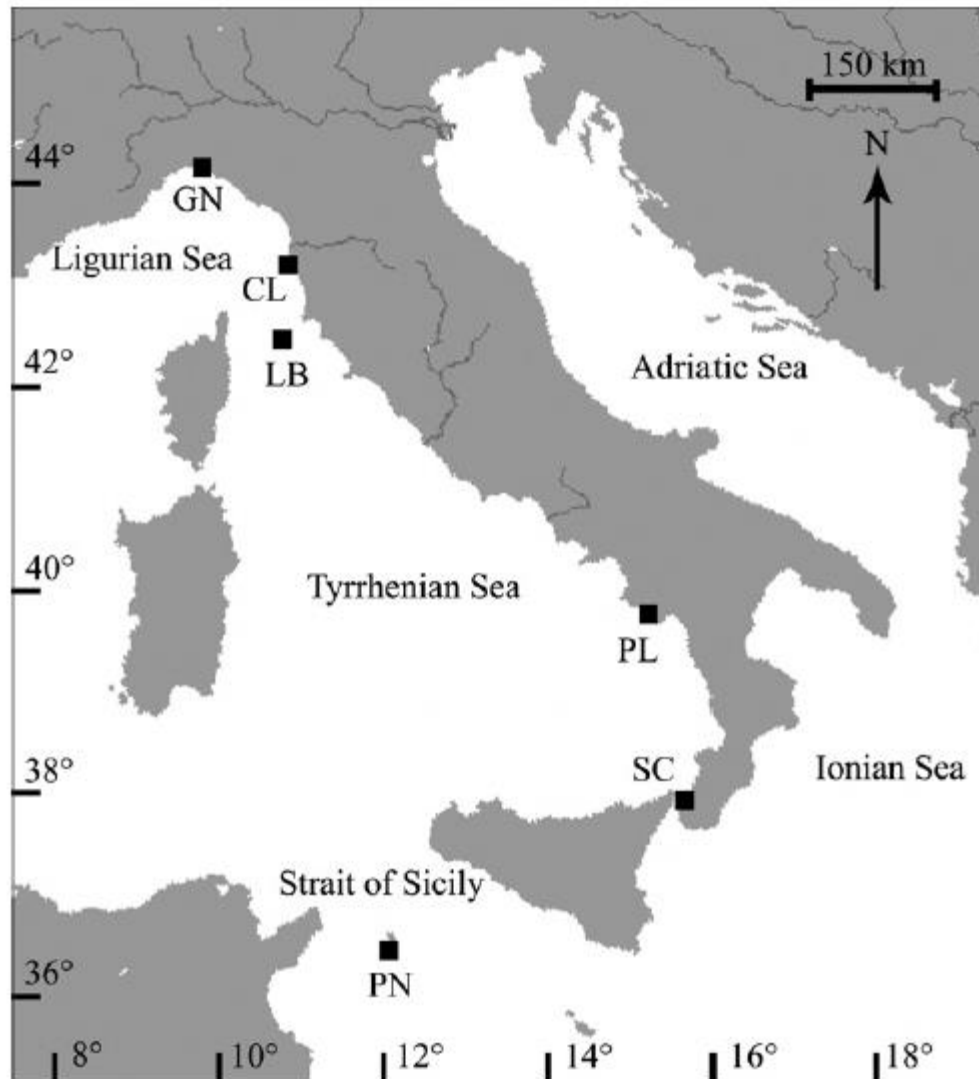 150 km
N
44°
GN
Ligurian Sea
CL
LB
42°
Adriatic Sea
40°
Tyrrhenian Sea
PL
38°
SC
Ionian Sea
Strait of Sicily
36°
PN
8°
10°
12°
14°
16°
18°